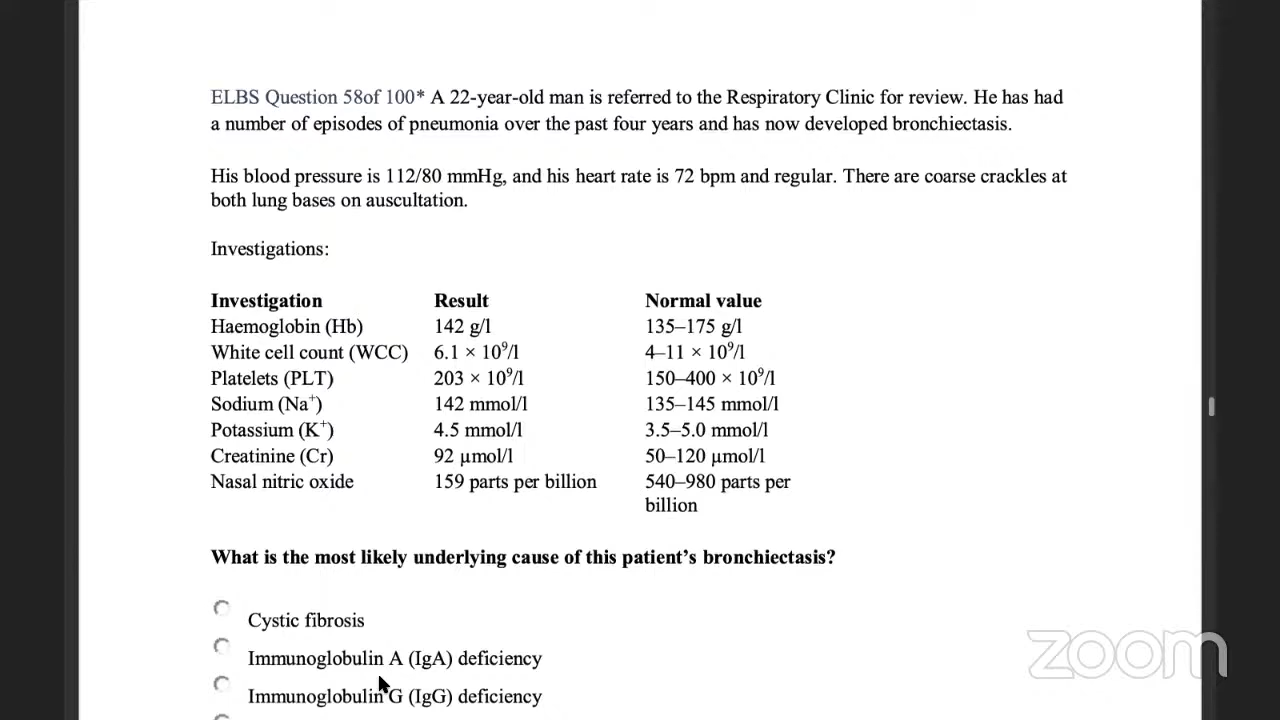 ELBS Question 58of 100* A 22-year-old man is referred to the Respiratory Clinic for review. He has had
a number of episodes of pneumonia over the past four years and has now developed bronchiectasis.
His blood pressure is 112/80 mmHg, and his heart rate is 72 bpm and regular. There are coarse crackles at
both lung bases on auscultation.
Investigations:
Investigation Result Normal value
Haemoglobin (Hb) 142 g/l 135–175 g/l
White cell count (WCC) 6.1 × 10⁹/l 4–11 × 10⁹/l
Platelets (PLT) 203 × 10⁹/l 150–400 × 10⁹/l
Sodium (Na⁺) 142 mmol/l 135–145 mmol/l
Potassium (K⁺) 4.5 mmol/l 3.5–5.0 mmol/l
Creatinine (Cr) 92 µmol/l 50–120 µmol/l
Nasal nitric oxide 159 parts per billion 540–980 parts per
billion
What is the most likely underlying cause of this patient’s bronchiectasis?
Cystic fibrosis
Immunoglobulin A (IgA) deficiency
Immunoglobulin G (IgG) deficiency
zoom